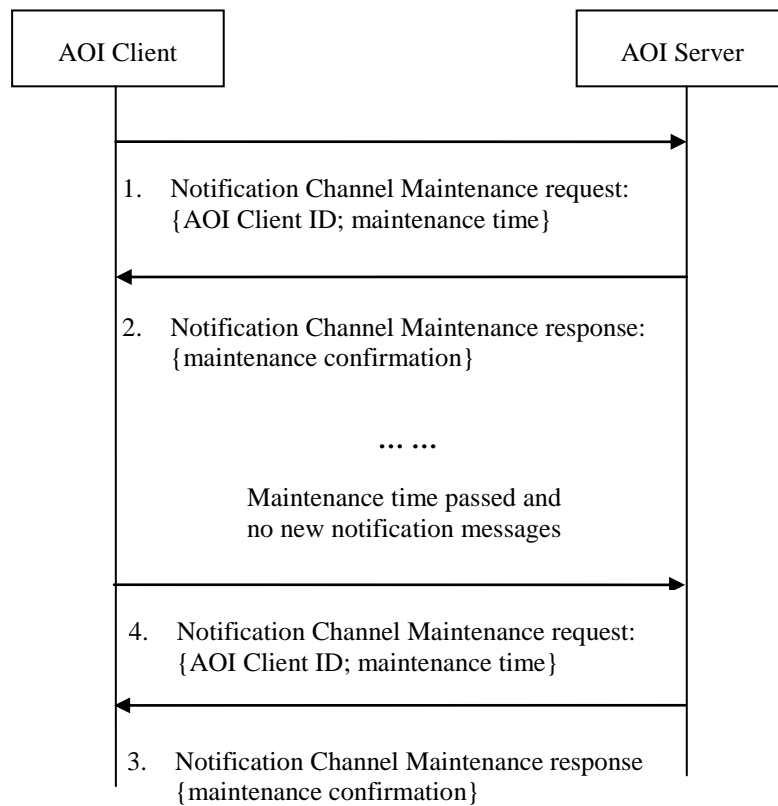 AOI Client
AOI Server
1. Notification Channel Maintenance request:
{AOI Client ID; maintenance time}
2. Notification Channel Maintenance response:
{maintenance confirmation}
... ...
Maintenance time passed and
no new notification messages
4. Notification Channel Maintenance request:
{AOI Client ID; maintenance time}
3. Notification Channel Maintenance response
{maintenance confirmation}